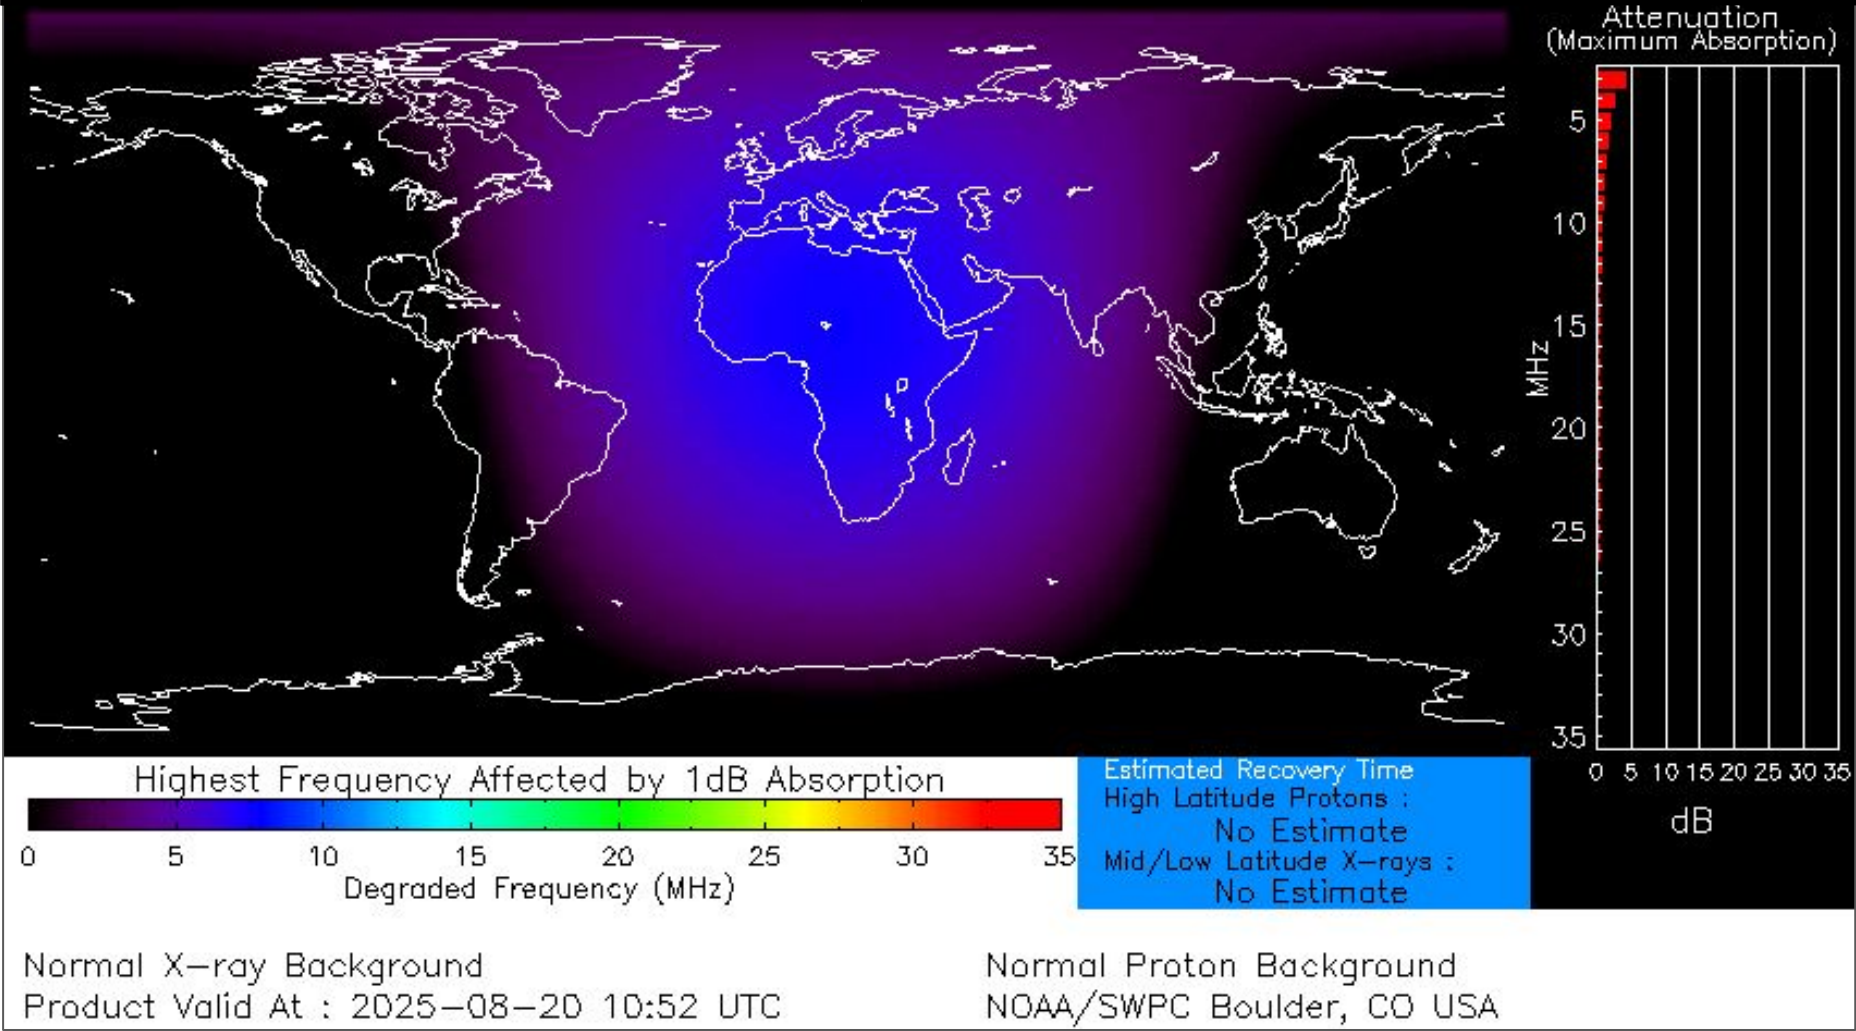 Attenuation
(Maximum Absorption)
5
10
15
20
25
30
35
MHz
0 5 10 15 20 25 30 35
dB
Highest Frequency Affected by 1dB Absorption
0 5 10 15 20 25 30 35
Degraded Frequency (MHz)
Estimated Recovery Time
High Latitude Protons :
No Estimate
Mid/Low Latitude X-rays :
No Estimate
Normal X-ray Background
Product Valid At : 2025-08-20 10:52 UTC
Normal Proton Background
NOAA/SWPC Boulder, CO USA